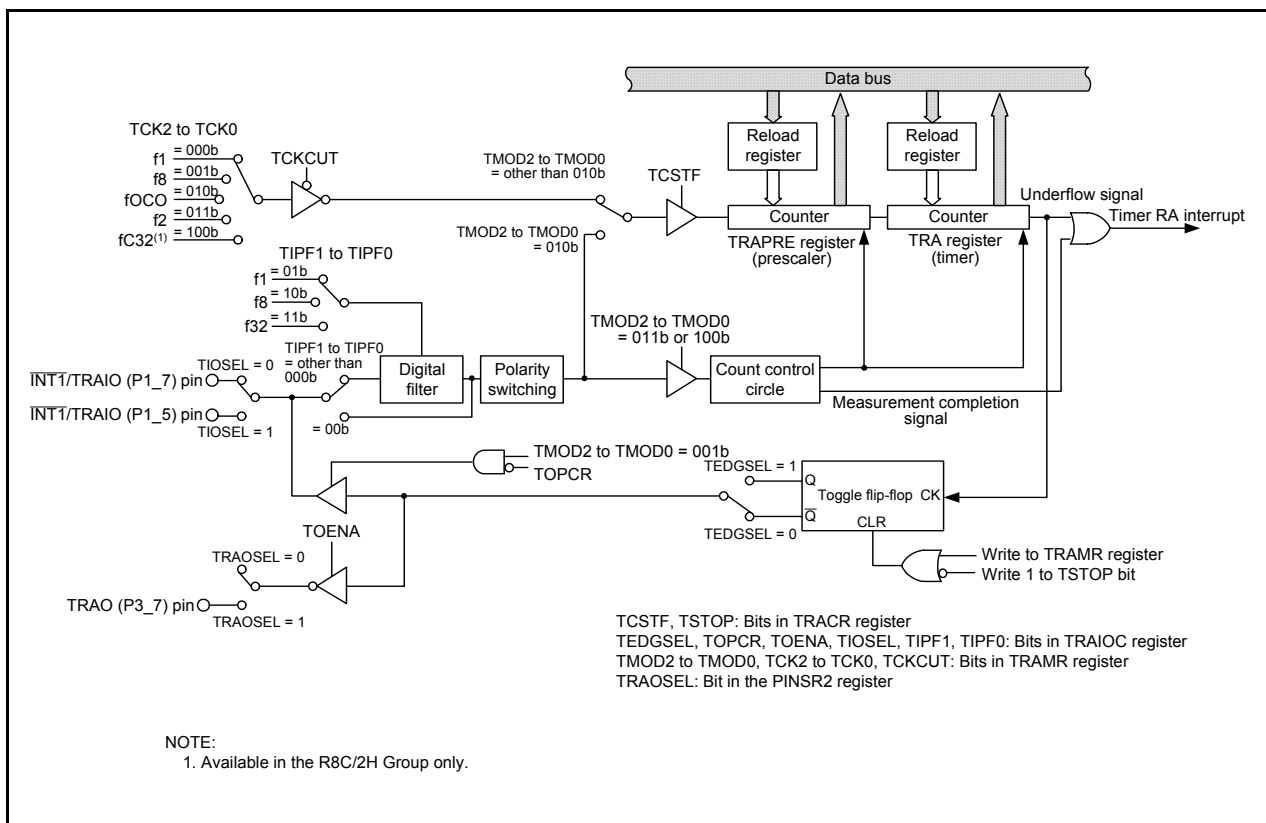 Data bus
TCK2 to TCK0
f1 = 000b
f8 = 001b
fOCO = 010b
f2 = 011b
fC32(1) = 100b
TCKCUT
TMOD2 to TMOD0
= other than 010b
TMOD2 to TMOD0
= 010b
TCSTF
Reload
register
Reload
register
Counter
TRAPRE register
(prescaler)
Counter
TRA register
(timer)
Underflow signal
Timer RA interrupt
TIPF1 to TIPF0
f1 = 01b
f8 = 10b
f32 = 11b
TIPF1 to TIPF0
= other than
000b
= 00b
TIOSEL = 0
INT1/TRAIO (P1_7) pin
INT1/TRAIO (P1_5) pin
TIOSEL = 1
Digital
filter
Polarity
switching
TMOD2 to TMOD0
= 011b or 100b
Count control
circle
Measurement completion
signal
TMOD2 to TMOD0 = 001b
TOPCR
TEDGSEL = 1
TEDGSEL = 0
Q
Toggle flip-flop CK
Q
CLR
Write to TRAMR register
Write 1 to TSTOP bit
TOENA
TRAOSEL = 0
TRAO (P3_7) pin
TRAOSEL = 1
TCSTF, TSTOP: Bits in TRACR register
TEDGSEL, TOPCR, TOENA, TIOSEL, TIPF1, TIPF0: Bits in TRAIOC register
TMOD2 to TMOD0, TCK2 to TCK0, TCKCUT: Bits in TRAMR register
TRAOSEL: Bit in the PINSR2 register
NOTE:
1. Available in the R8C/2H Group only.